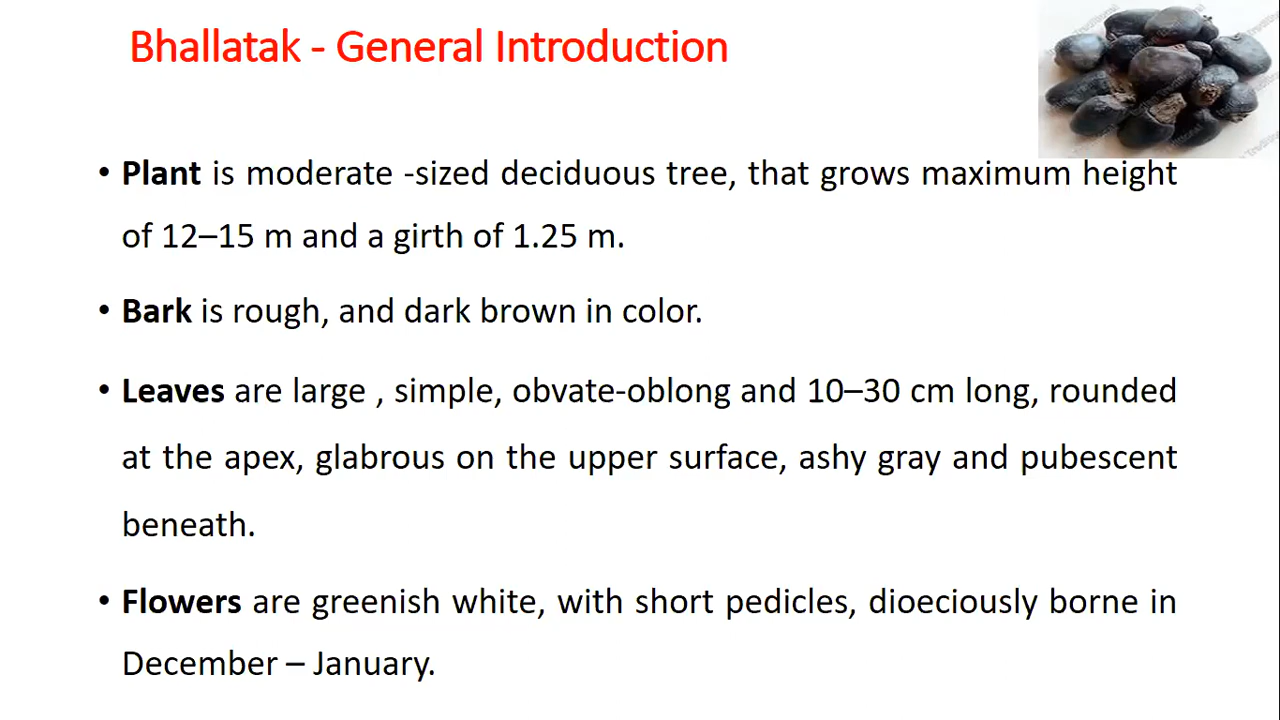 Bhallatak - General Introduction
• Plant is moderate -sized deciduous tree, that grows maximum height
of 12–15 m and a girth of 1.25 m.
• Bark is rough, and dark brown in color.
• Leaves are large , simple, obvate-oblong and 10–30 cm long, rounded
at the apex, glabrous on the upper surface, ashy gray and pubescent
beneath.
• Flowers are greenish white, with short pedicles, dioeciously borne in
December – January.